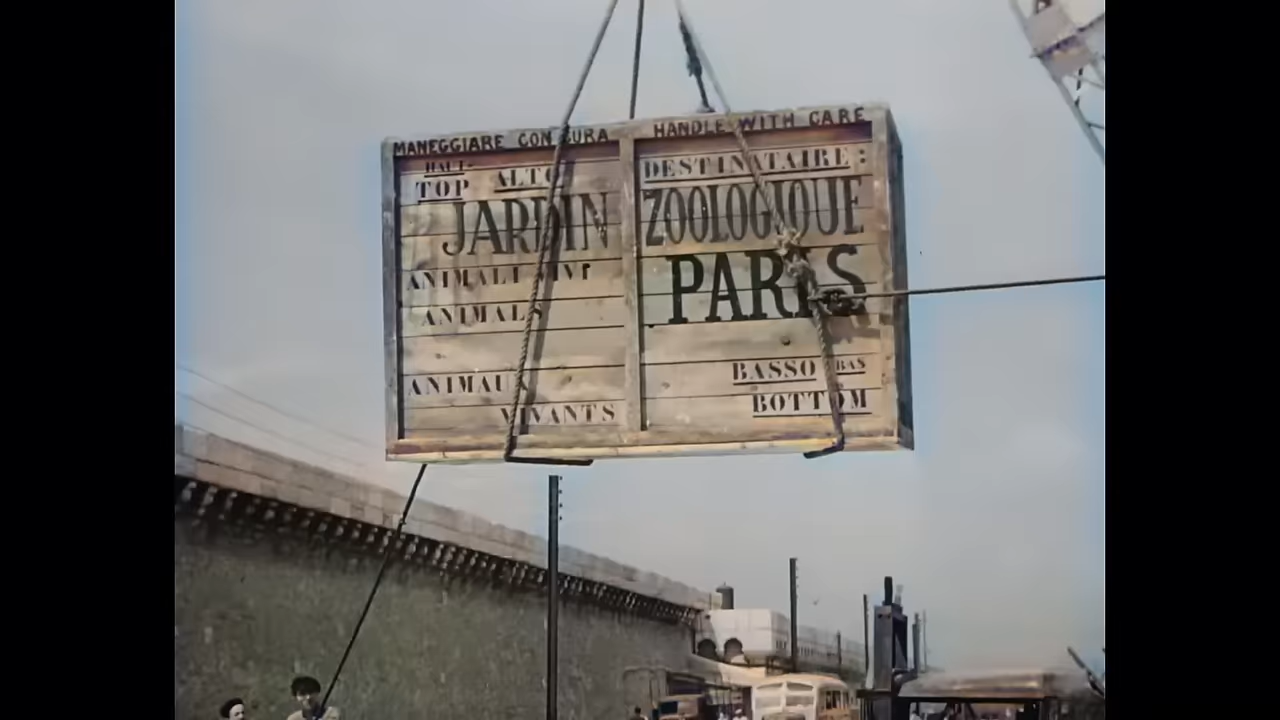 MANEGGIARE CON CURA HANDLE WITH CARE
HAUT-
TOP ALTO
JARDIN
ANIMALI VIVI
ANIMALS
ANIMAUX
VIVANTS
DESTINATAIRE:
ZOOLOGIQUE
PARIS
BASSO BAS
BOTTOM